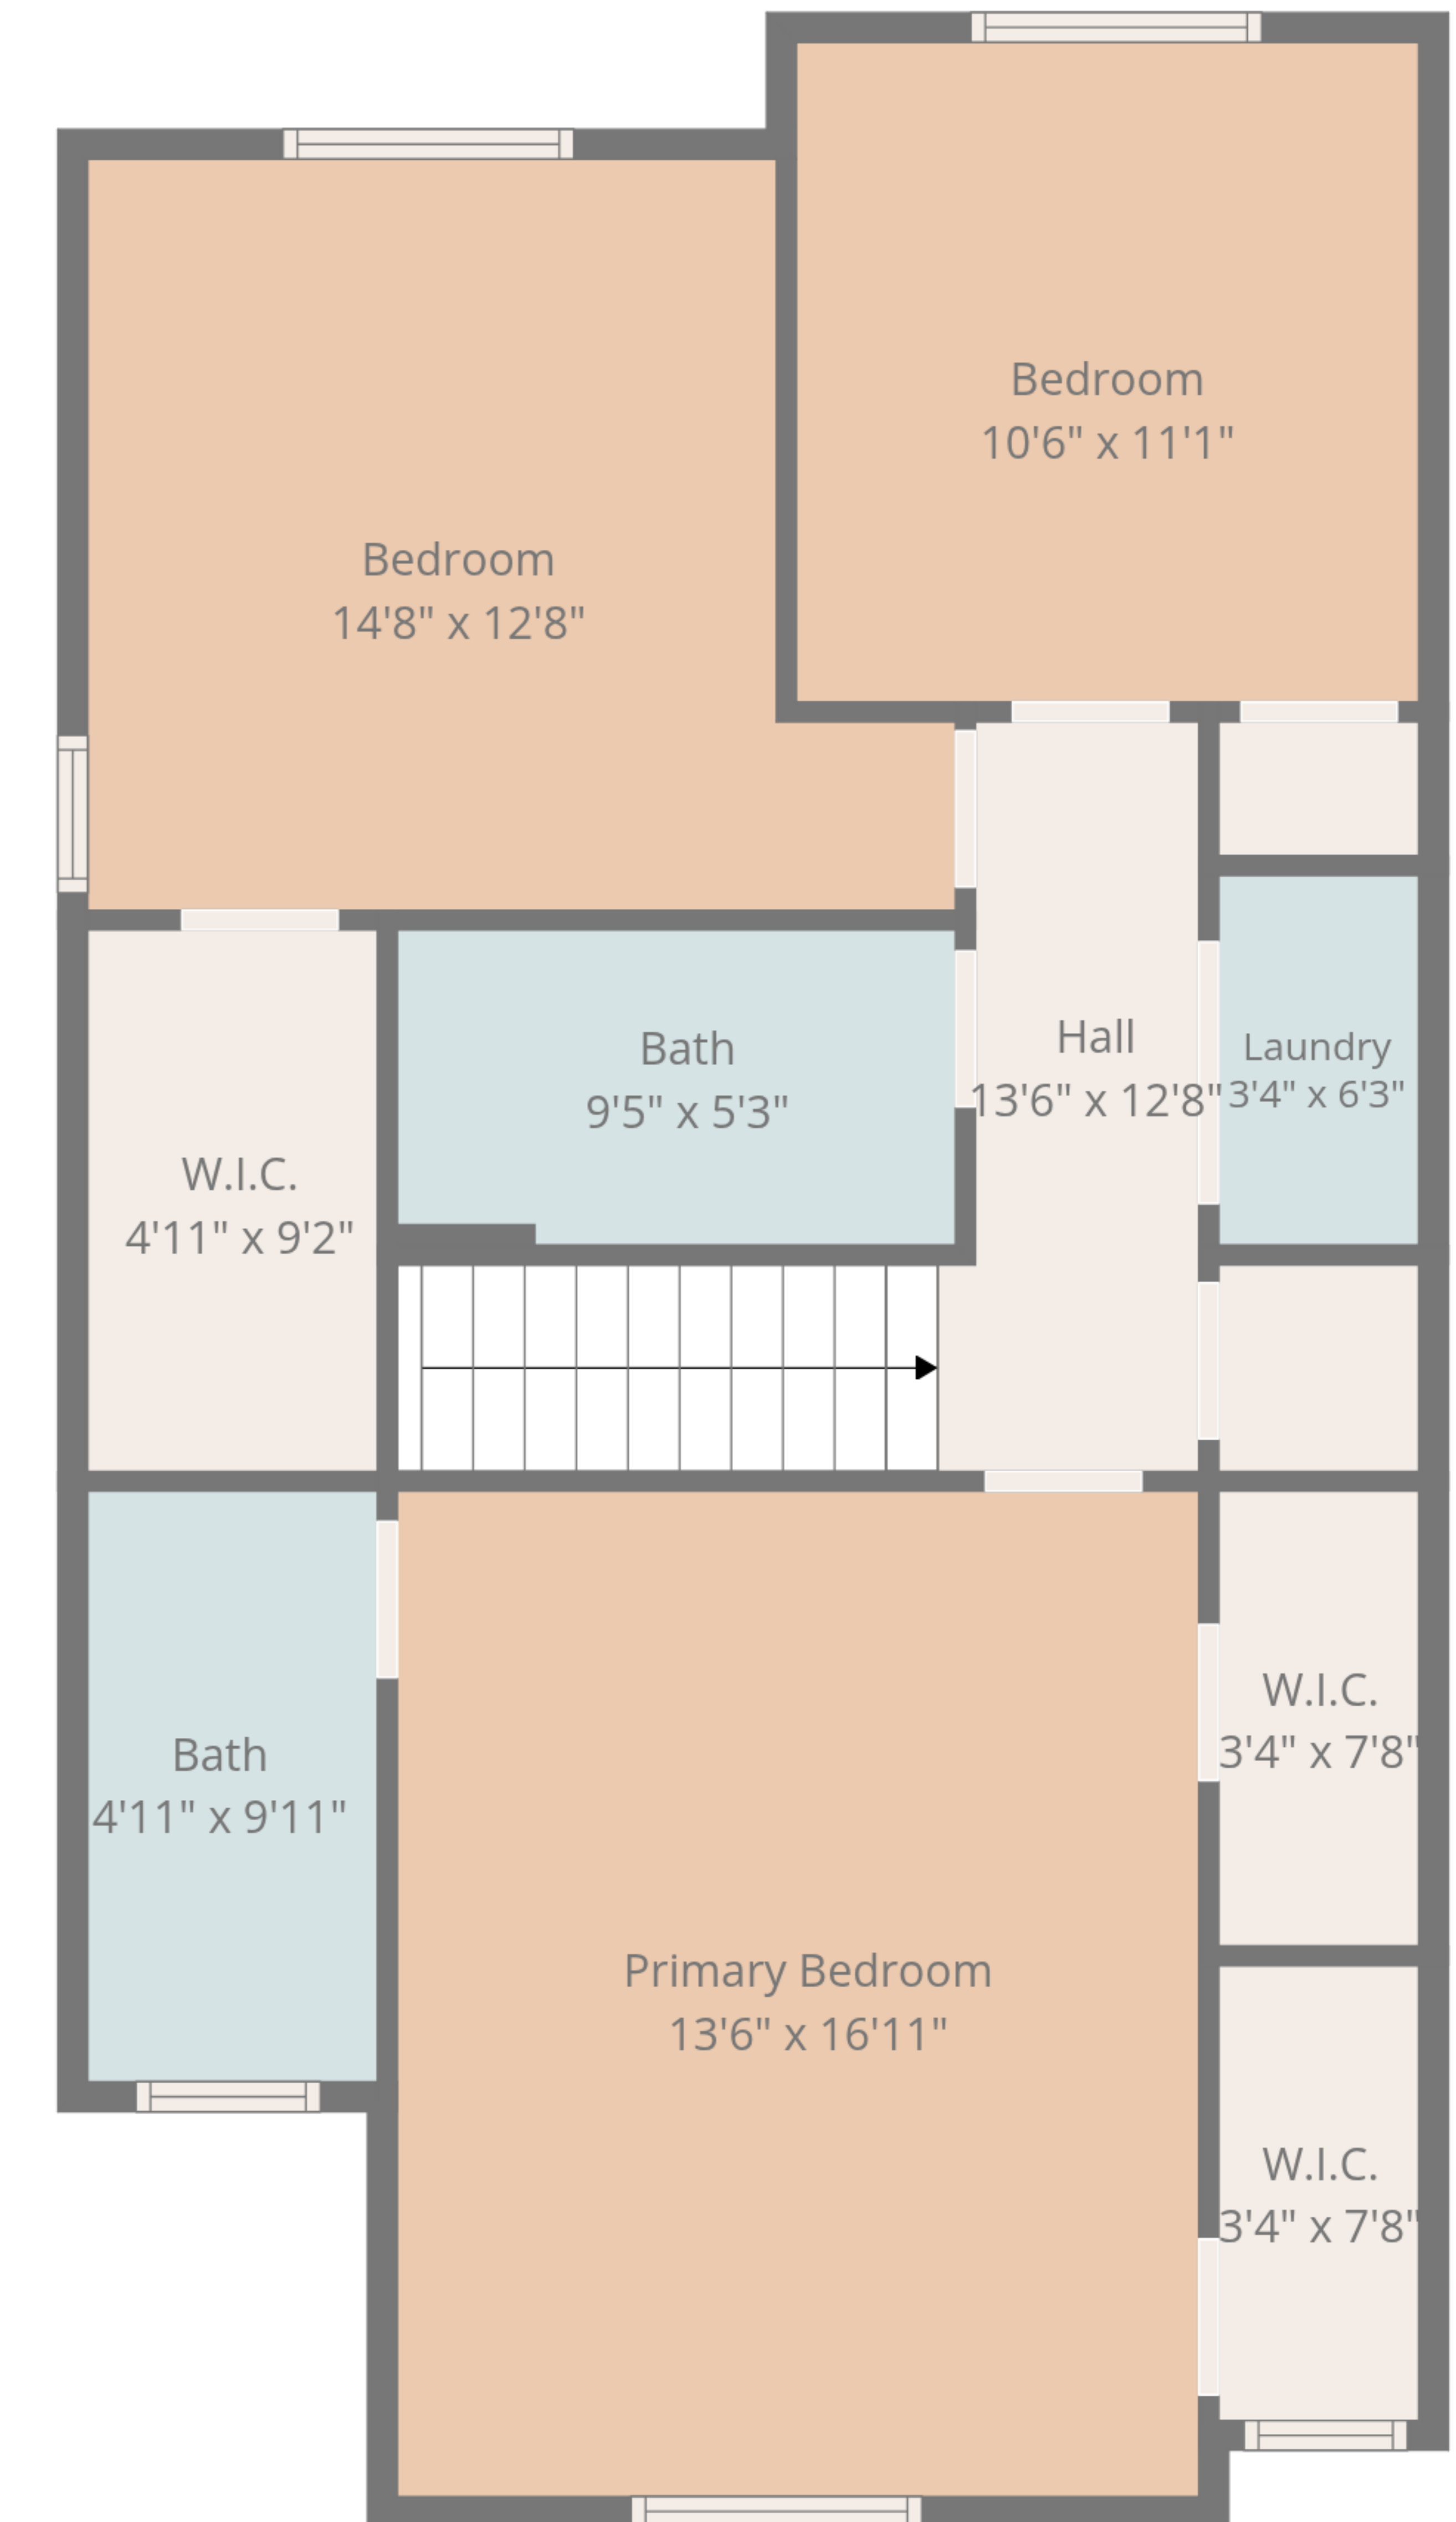 Bedroom
10'6" x 11'1"
Bedroom
14'8" x 12'8"
Hall
13'6" x 12'8"
Laundry
3'4" x 6'3"
Bath
9'5" x 5'3"
W.I.C.
4'11" x 9'2"
W.I.C.
3'4" x 7'8"
Bath
4'11" x 9'11"
Primary Bedroom
13'6" x 16'11"
W.I.C.
3'4" x 7'8"